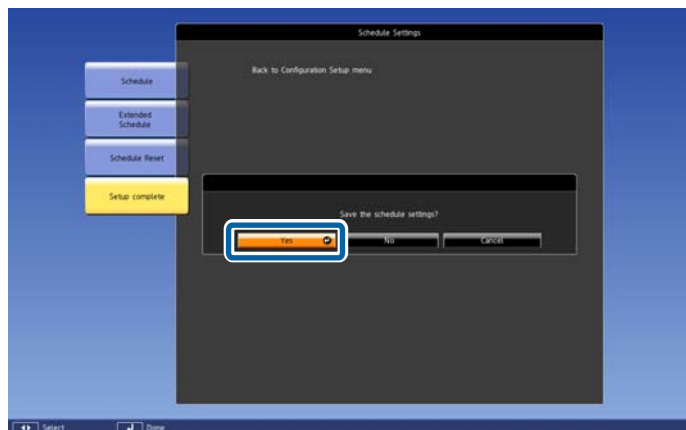 Schedule Settings
Back to Configuration Setup menu
Schedule
Extended
Schedule
Schedule Reset
Setup complete
Save the schedule settings?
Yes
No
Cancel
Select
Done